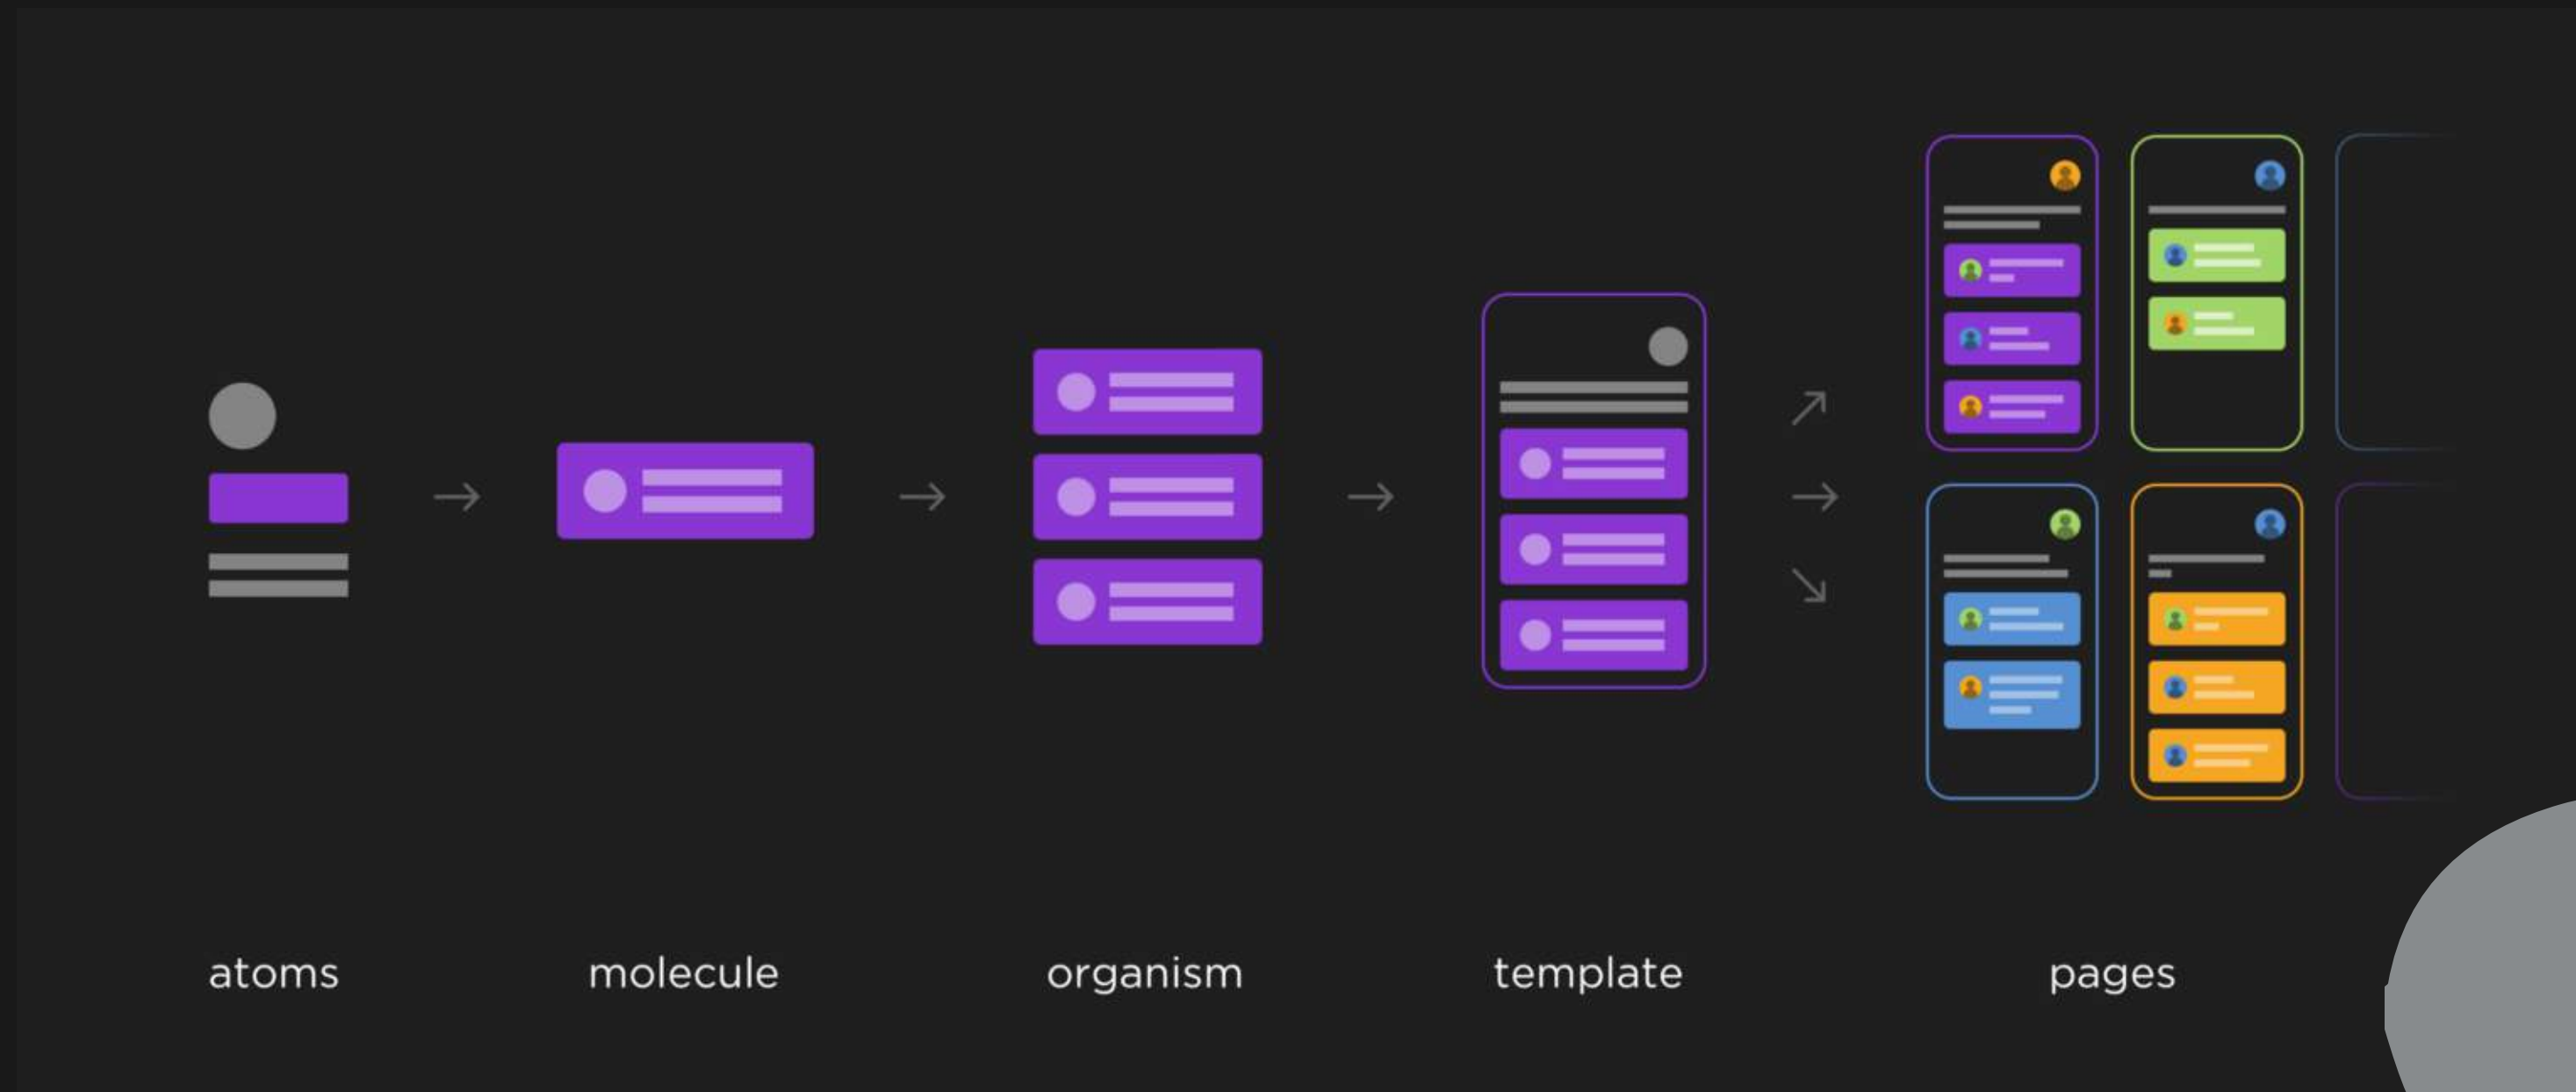 atoms
molecule
organism
template
pages